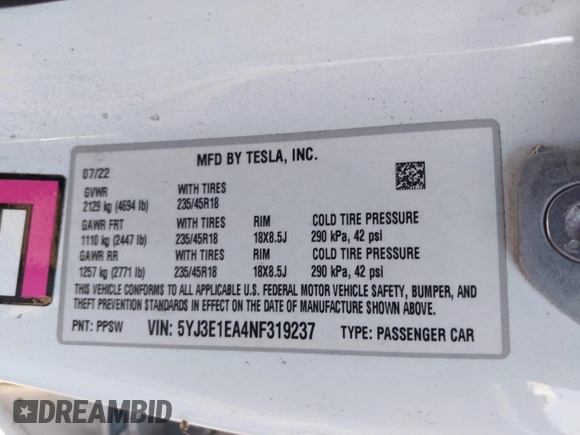 MFD BY TESLA, INC.
07/22
GVWR WITH TIRES
2129 kg (4694 lb) 235/45R18
GAWR FRT WITH TIRES RIM COLD TIRE PRESSURE
1110 kg (2447 lb) 235/45R18 18X8.5J 290 kPa, 42 psi
GAWR RR WITH TIRES RIM COLD TIRE PRESSURE
1257 kg (2771 lb) 235/45R18 18X8.5J 290 kPa, 42 psi
THIS VEHICLE CONFORMS TO ALL APPLICABLE U.S. FEDERAL MOTOR VEHICLE SAFETY, BUMPER, AND
THEFT PREVENTION STANDARDS IN EFFECT ON THE DATE OF MANUFACTURE SHOWN ABOVE.
PNT: PPSW VIN: 5YJ3E1EA4NF319237 TYPE: PASSENGER CAR
DREAMBID